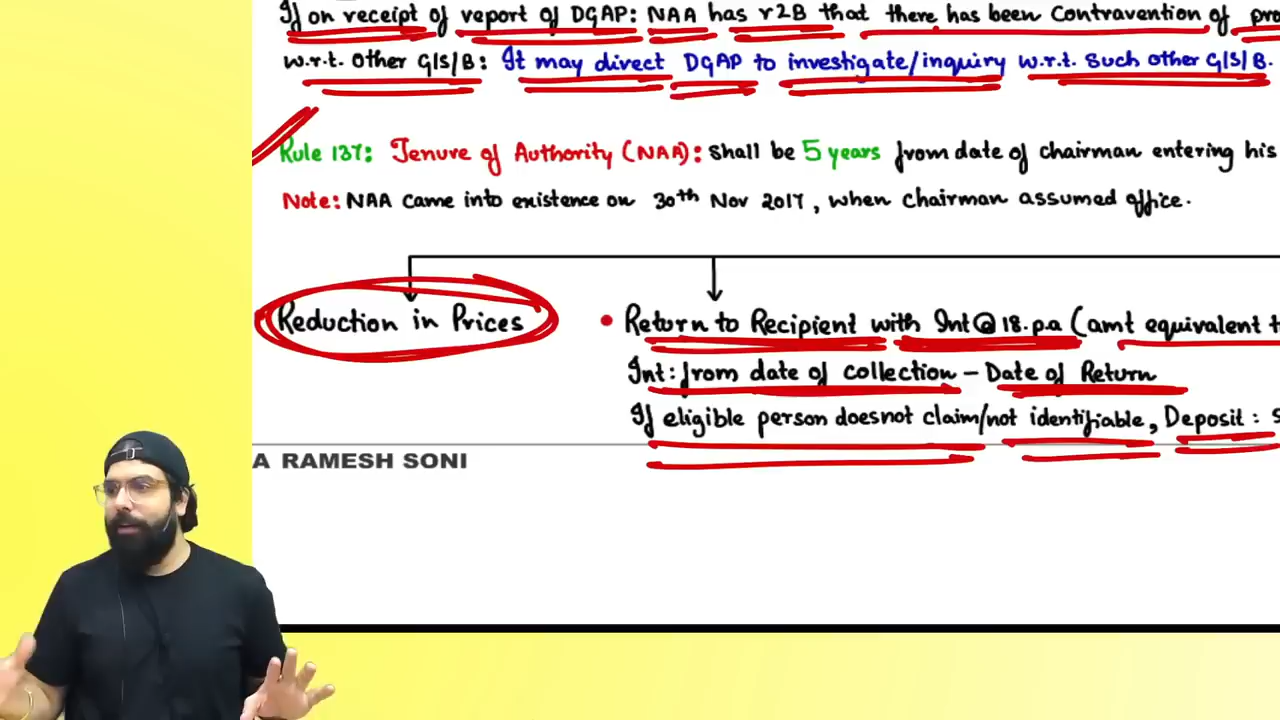 If on receipt of report of DGAP: NAA has r2B that there has been Contravention of pro
w.r.t. Other G/S/B: It may direct DGAP to investigate/inquiry w.r.t. Such other G/S/B.
Rule 137: Tenure of Authority (NAA): Shall be 5 years from date of chairman entering his
Note: NAA Came into existence on 30th Nov 2017, when Chairman assumed office.
Reduction in Prices
• Return to Recipient with Int@18.p.a (amt equivalent t
Int: from date of collection – Date of Return
If eligible person doesnot claim/not identifiable, Deposit:
A RAMESH SONI